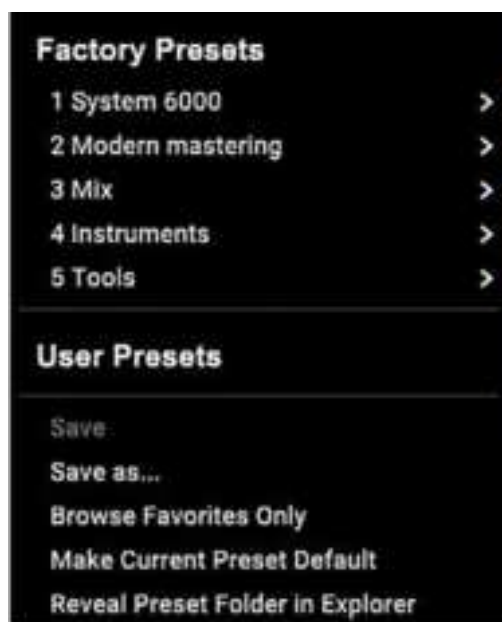 Factory Presets
1 System 6000
2 Modern mastering
3 Mix
4 Instruments
5 Tools
User Presets
Save
Save as...
Browse Favorites Only
Make Current Preset Default
Reveal Preset Folder in Explorer